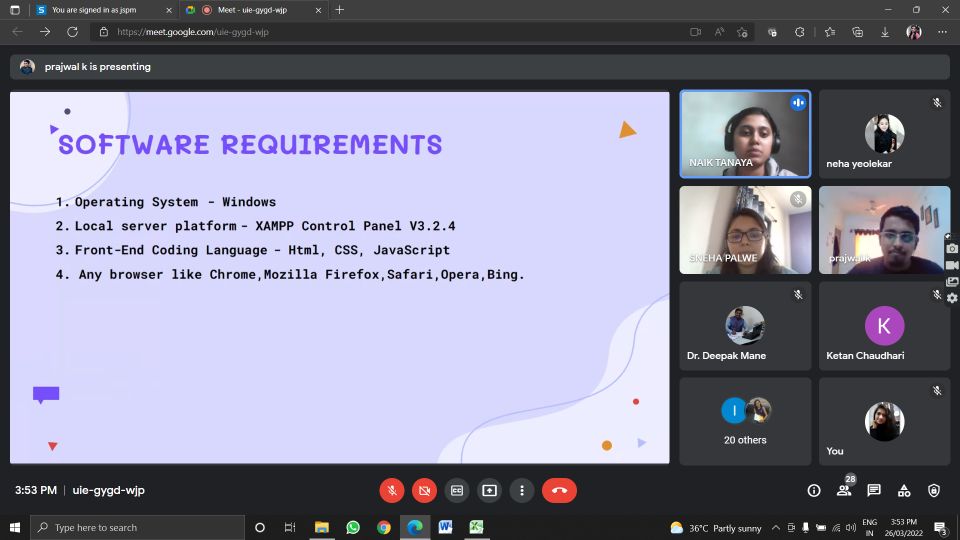 You are signed in as jspm
Meet - uie-gygd-wjp
https://meet.google.com/uie-gygd-wjp
prajwal k is presenting
SOFTWARE REQUIREMENTS
1. Operating System - Windows
2. Local server platform - XAMPP Control Panel V3.2.4
3. Front-End Coding Language - Html, CSS, JavaScript
4. Any browser like Chrome,Mozilla Firefox,Safari,Opera,Bing.
NAIK TANAYA
neha yeolekar
SNEHA PALWE
prajwal k
Dr. Deepak Mane
K
Ketan Chaudhari
I
20 others
You
3:53 PM | uie-gygd-wjp
CC
28
Type here to search
36°C Partly sunny
ENG
IN
3:53 PM
26/03/2022
3